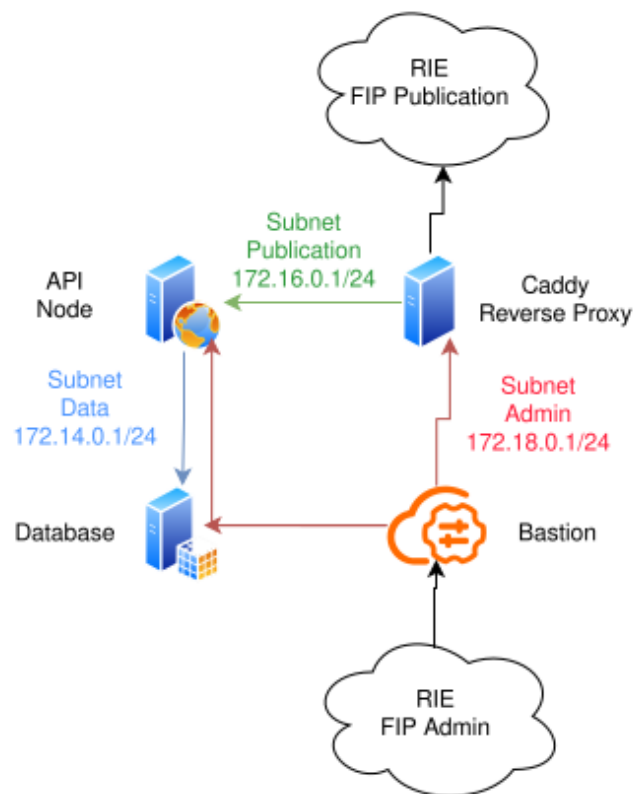 RIE
FIP Publication
Subnet
Publication
172.16.0.1/24
API
Node
Caddy
Reverse Proxy
Subnet
Data
172.14.0.1/24
Subnet
Admin
172.18.0.1/24
Database
Bastion
RIE
FIP Admin